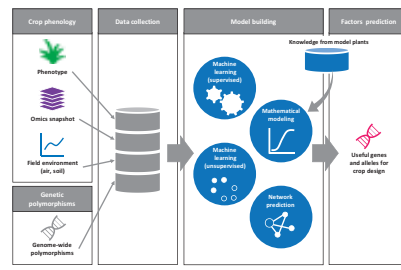 Crop phenology
Data collection
Model building
Factors prediction
Phenotype
Omics snapshot
Field environment
(air, soil)
Genetic
polymorphisms
Genome-wide
polymorphisms
Knowledge from model plants
Machine
learning
(supervised)
Mathematical
modeling
Machine
learning
(unsupervised)
Network
prediction
Useful genes
and alleles for
crop design